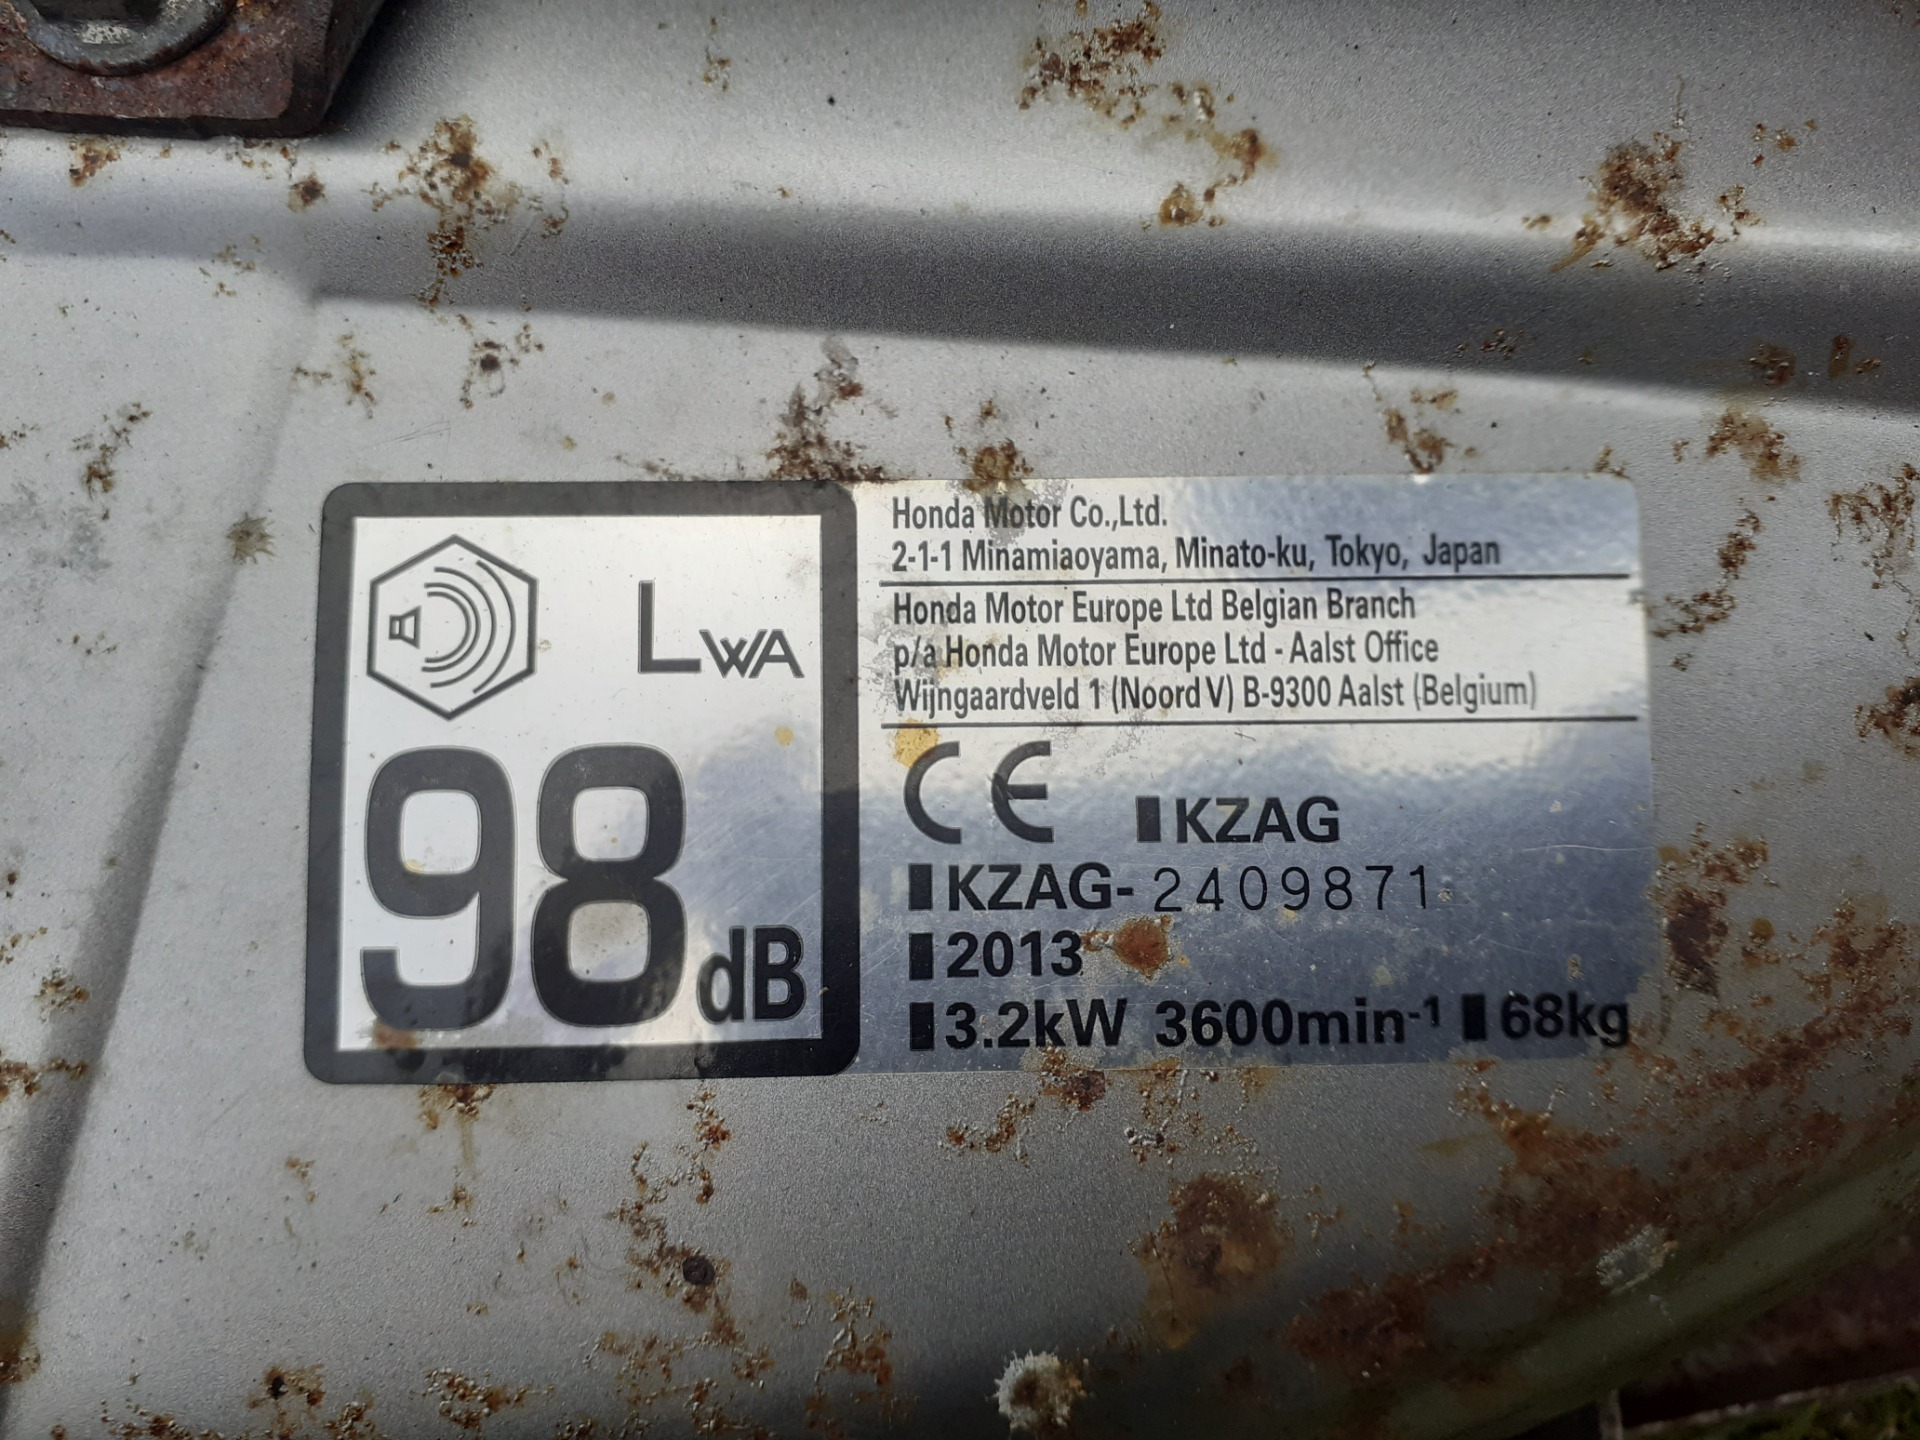 LWA
98dB
Honda Motor Co.,Ltd.
2-1-1 Minamiaoyama, Minato-ku, Tokyo, Japan
Honda Motor Europe Ltd Belgian Branch
p/a Honda Motor Europe Ltd - Aalst Office
Wijngaardveld 1 (Noord V) B-9300 Aalst (Belgium)
CE KZAG
KZAG-2409871
2013
3.2kW 3600min-¹ 68kg